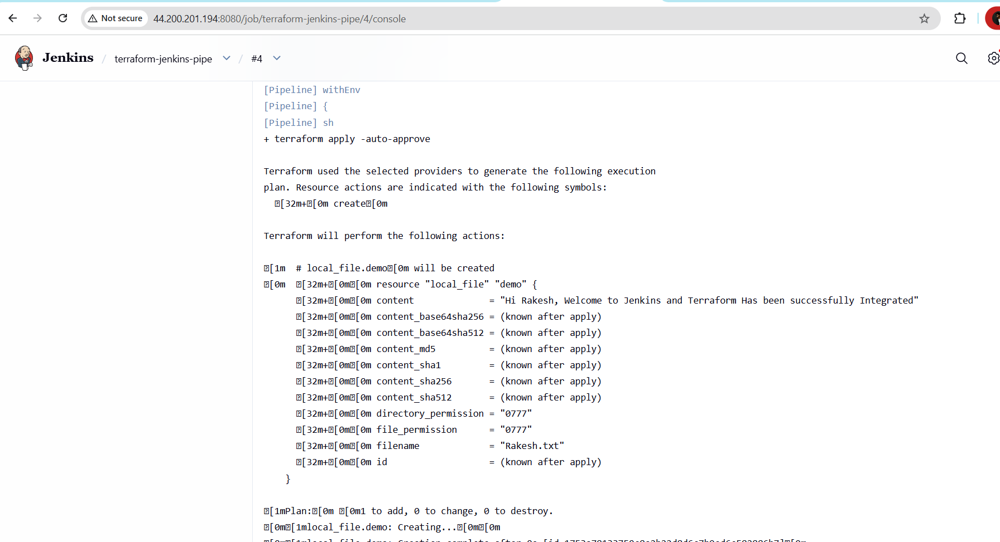 Not secure 44.200.201.194:8080/job/terraform-jenkins-pipe/4/console
Jenkins / terraform-jenkins-pipe / #4
[Pipeline] withEnv
[Pipeline] {
[Pipeline] sh
+ terraform apply -auto-approve
Terraform used the selected providers to generate the following execution
plan. Resource actions are indicated with the following symbols:
␛[32m+␛[0m create␛[0m
Terraform will perform the following actions:
␛[1m  # local_file.demo␛[0m will be created
␛[0m  ␛[32m+␛[0m␛[0m resource "local_file" "demo" {
␛[32m+␛[0m␛[0m content              = "Hi Rakesh, Welcome to Jenkins and Terraform Has been successfully Integrated"
␛[32m+␛[0m␛[0m content_base64sha256 = (known after apply)
␛[32m+␛[0m␛[0m content_base64sha512 = (known after apply)
␛[32m+␛[0m␛[0m content_md5          = (known after apply)
␛[32m+␛[0m␛[0m content_sha1         = (known after apply)
␛[32m+␛[0m␛[0m content_sha256       = (known after apply)
␛[32m+␛[0m␛[0m content_sha512       = (known after apply)
␛[32m+␛[0m␛[0m directory_permission = "0777"
␛[32m+␛[0m␛[0m file_permission      = "0777"
␛[32m+␛[0m␛[0m filename             = "Rakesh.txt"
␛[32m+␛[0m␛[0m id                   = (known after apply)
}
␛[1mPlan:␛[0m ␛[0m1 to add, 0 to change, 0 to destroy.
␛[0m␛[1mlocal_file.demo: Creating...␛[0m␛[0m
␛[0m␛[1mlocal_file.demo: Creation complete after 0s